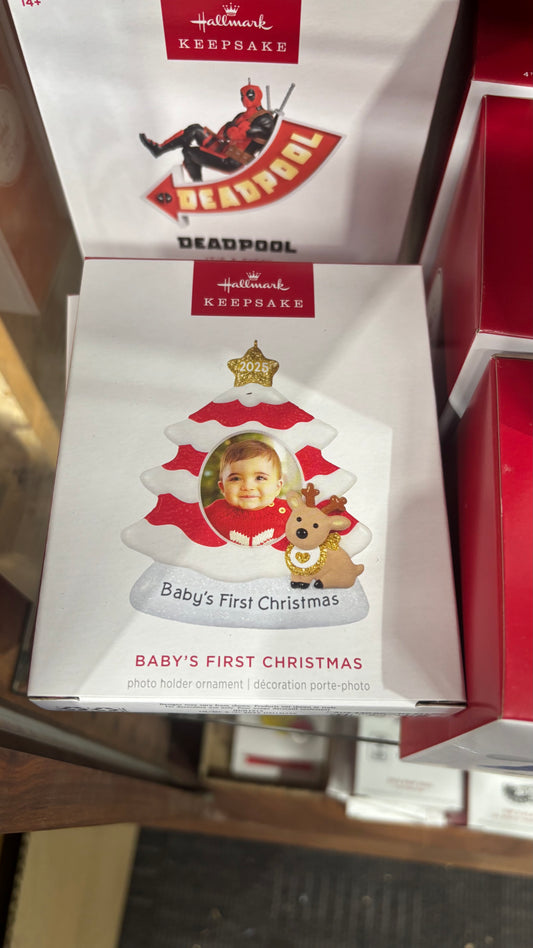 14+
Hallmark
KEEPSAKE
DEADPOOL
DEADPOOL
Hallmark
KEEPSAKE
2025
Baby's First Christmas
BABY'S FIRST CHRISTMAS
photo holder ornament | décoration porte-photo